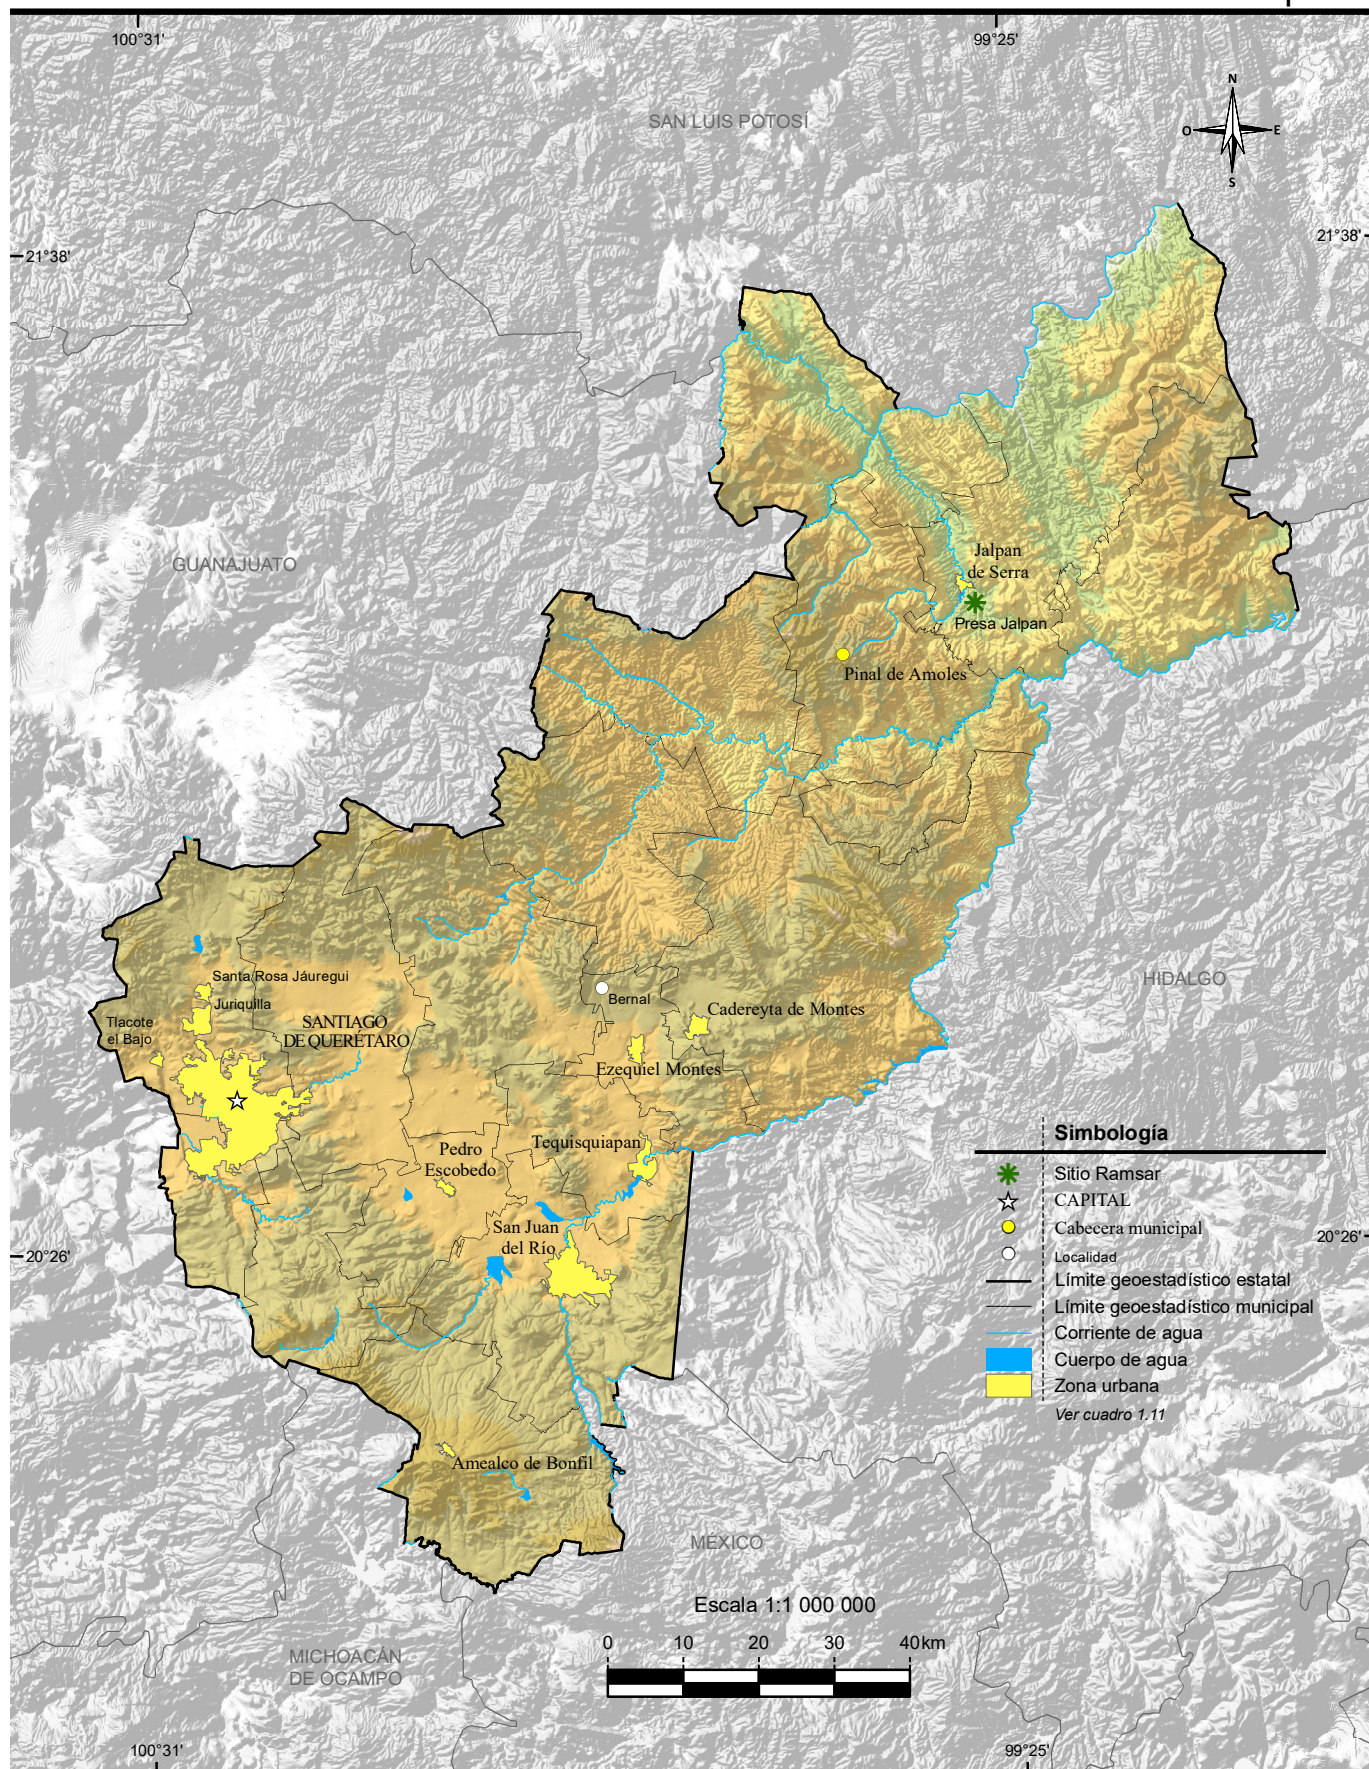 100°31'
99°25'
SAN LUIS POTOSÍ
N
O
E
S
21°38'
21°38'
GUANAJUATO
Jalpan
de Serra
Presa Jalpan
Pinal de Amoles
HIDALGO
Santa Rosa Jáuregui
Juriquilla
Tlacote
el Bajo
SANTIAGO
DE QUERÉTARO
Bernal
Cadereyta de Montes
Ezequiel Montes
Pedro
Escobedo
Tequisquiapan
San Juan
del Río
20°26'
20°26'
Simbología
Sitio Ramsar
CAPITAL
Cabecera municipal
Localidad
Límite geoestadístico estatal
Límite geoestadístico municipal
Corriente de agua
Cuerpo de agua
Zona urbana
Ver cuadro 1.11
Amealco de Bonfil
MÉXICO
MICHOACÁN
DE OCAMPO
Escala 1:1 000 000
0 10 20 30 40 km
100°31'
99°25'